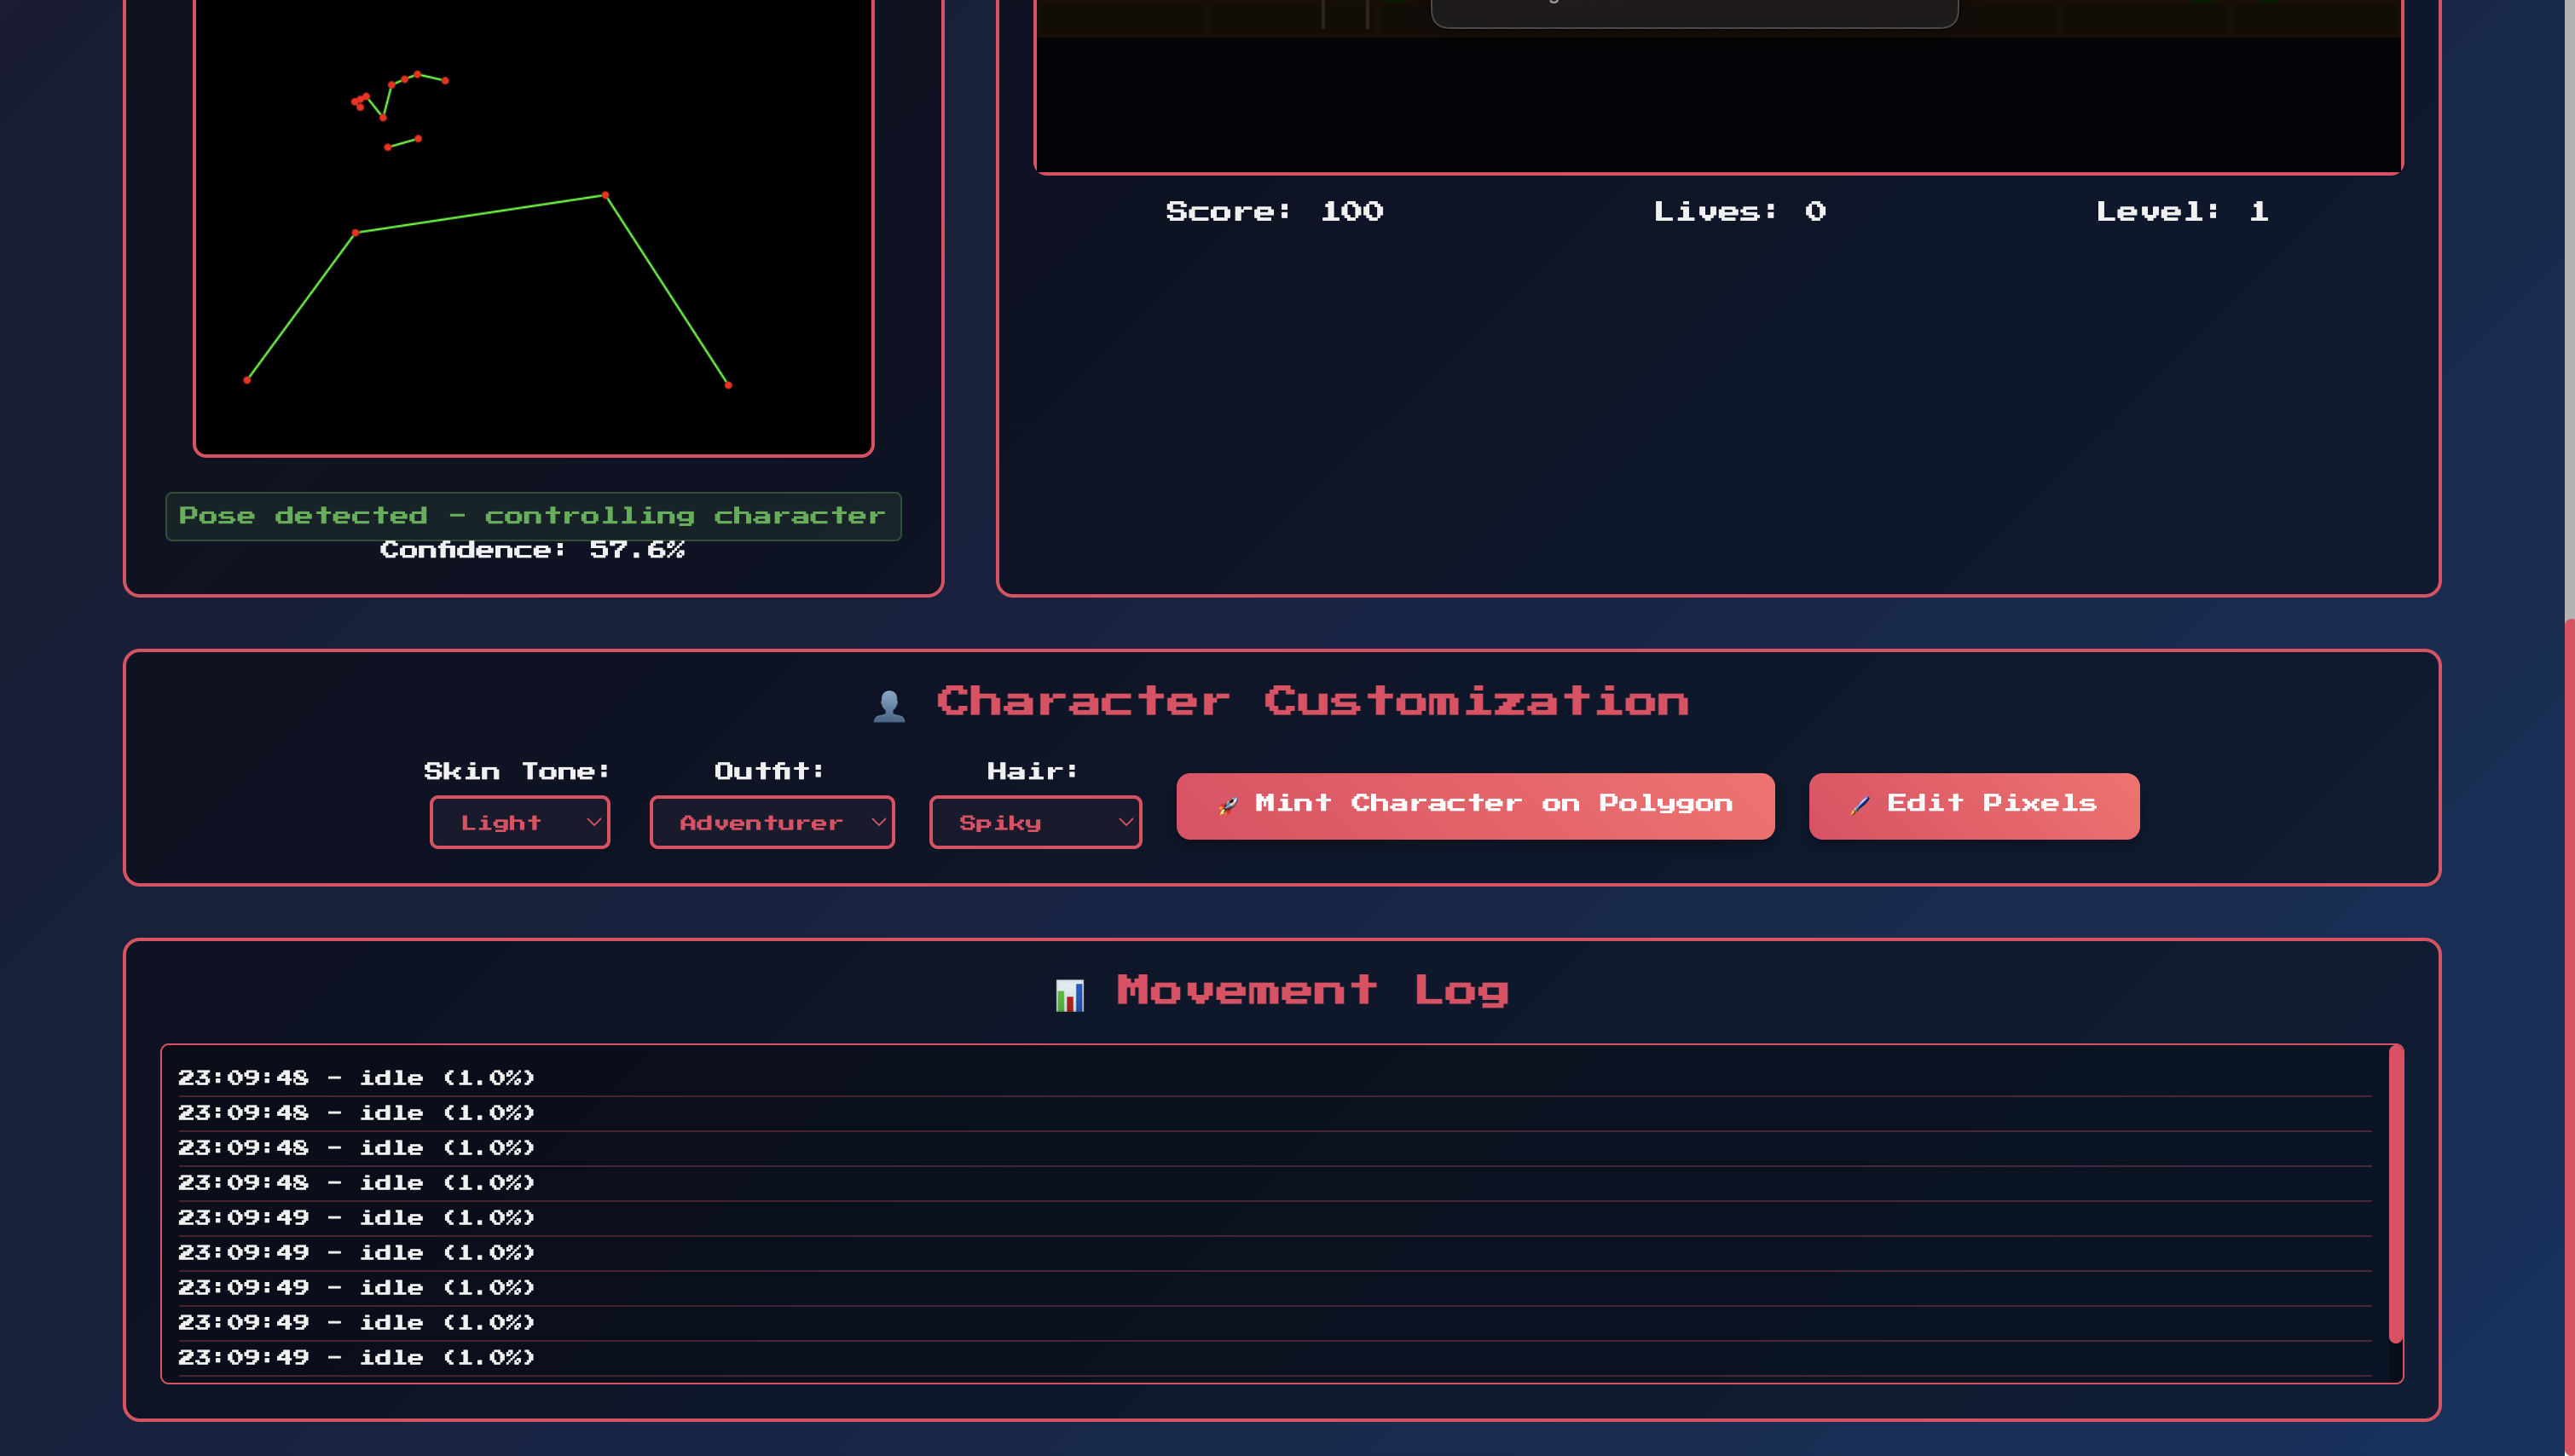 Score: 100
Lives: 0
Level: 1
Pose detected - controlling character
Confidence: 57.6%
Character Customization
Skin Tone:
Outfit:
Hair:
Light
Adventurer
Spiky
Mint Character on Polygon
Edit Pixels
Movement Log
23:09:48 - idle (1.0%)
23:09:48 - idle (1.0%)
23:09:48 - idle (1.0%)
23:09:48 - idle (1.0%)
23:09:49 - idle (1.0%)
23:09:49 - idle (1.0%)
23:09:49 - idle (1.0%)
23:09:49 - idle (1.0%)
23:09:49 - idle (1.0%)